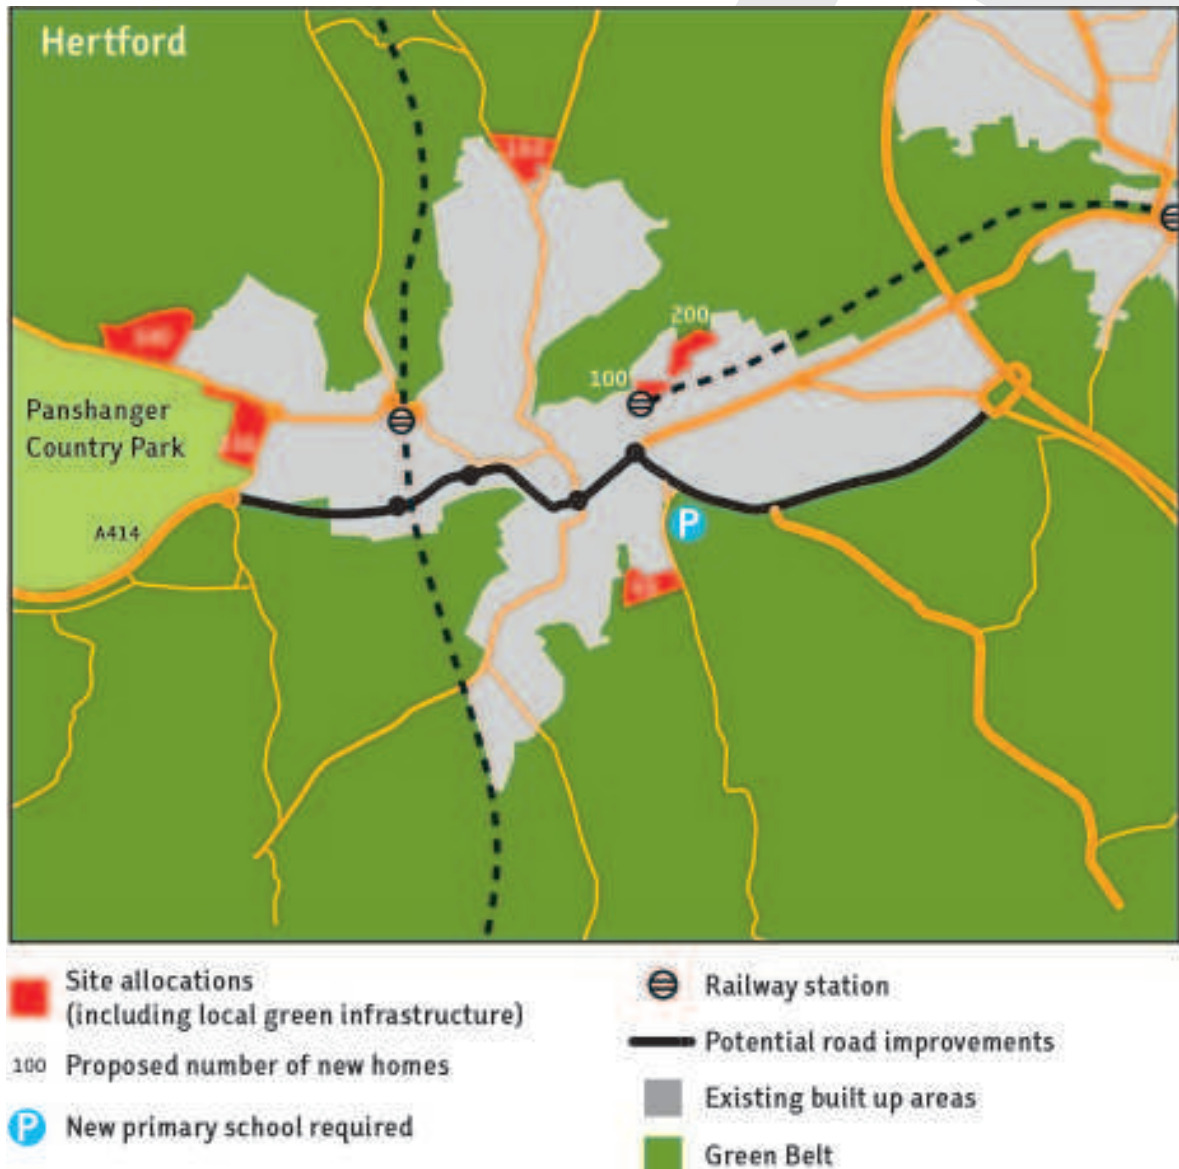 Hertford
200
100
Panshanger
Country Park
P
A414
Site allocations
(including local green infrastructure)
100 Proposed number of new homes
P New primary school required
Railway station
Potential road improvements
Existing built up areas
Green Belt